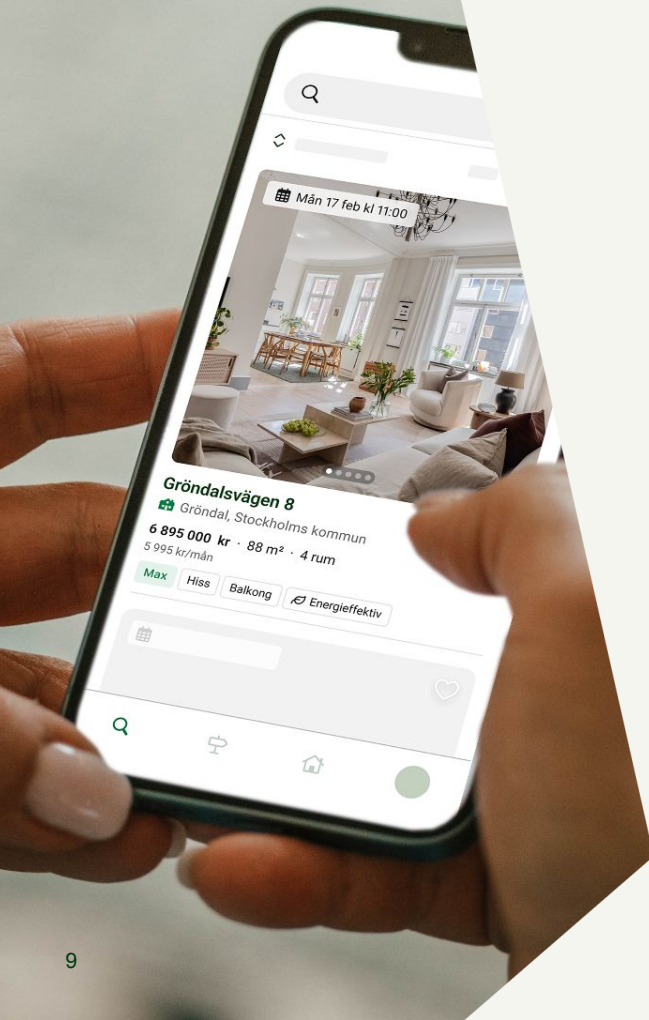 Mån 17 feb kl 11:00
Gröndalsvägen 8
Gröndal, Stockholms kommun
6 895 000 kr · 88 m² · 4 rum
5 995 kr/mån
Max Hiss Balkong Energieffektiv
9